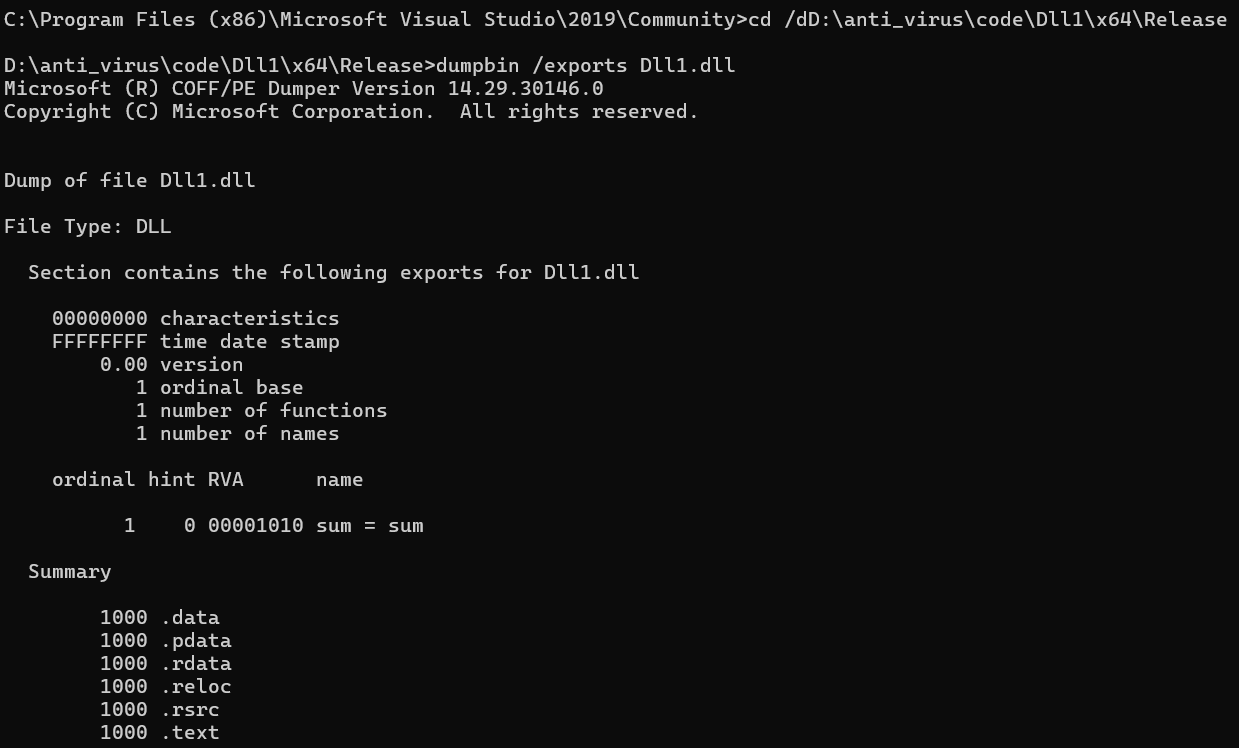 C:\Program Files (x86)\Microsoft Visual Studio\2019\Community>cd /dD:\anti_virus\code\Dll1\x64\Release
D:\anti_virus\code\Dll1\x64\Release>dumpbin /exports Dll1.dll
Microsoft (R) COFF/PE Dumper Version 14.29.30146.0
Copyright (C) Microsoft Corporation.  All rights reserved.
Dump of file Dll1.dll
File Type: DLL
  Section contains the following exports for Dll1.dll
    00000000 characteristics
    FFFFFFFF time date stamp
        0.00 version
           1 ordinal base
           1 number of functions
           1 number of names
    ordinal hint RVA      name
          1    0 00001010 sum = sum
  Summary
        1000 .data
        1000 .pdata
        1000 .rdata
        1000 .reloc
        1000 .rsrc
        1000 .text